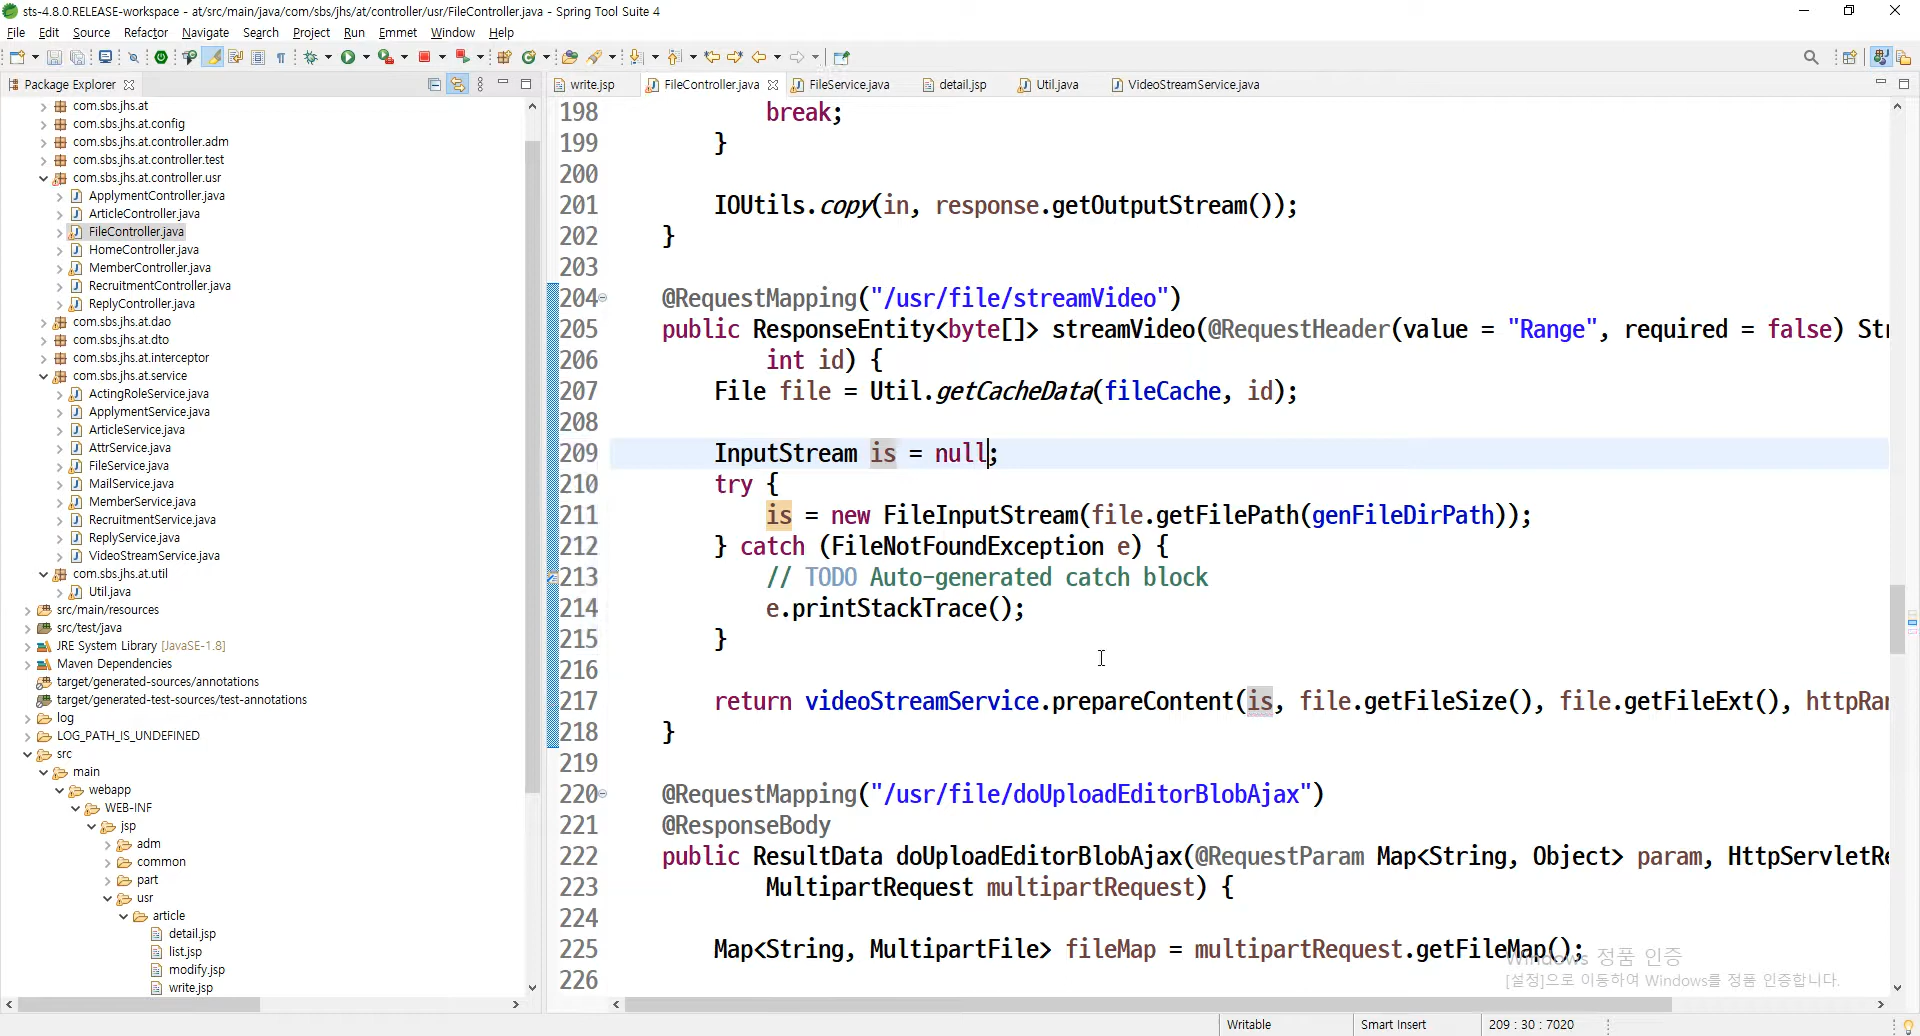 sts-4.8.0.RELEASE-workspace - at/src/main/java/com/sbs/jhs/at/controller/usr/FileController.java - Spring Tool Suite 4
File Edit Source Refactor Navigate Search Project Run Emmet Window Help
Package Explorer
write.jsp FileController.java FileService.java detail.jsp Util.java VideoStreamService.java
com.sbs.jhs.at
com.sbs.jhs.at.config
com.sbs.jhs.at.controller.adm
com.sbs.jhs.at.controller.test
com.sbs.jhs.at.controller.usr
ApplymentController.java
ArticleController.java
FileController.java
HomeController.java
MemberController.java
RecruitmentController.java
ReplyController.java
com.sbs.jhs.at.dao
com.sbs.jhs.at.dto
com.sbs.jhs.at.interceptor
com.sbs.jhs.at.service
ActingRoleService.java
ApplymentService.java
ArticleService.java
AttrService.java
FileService.java
MailService.java
MemberService.java
RecruitmentService.java
ReplyService.java
VideoStreamService.java
com.sbs.jhs.at.util
Util.java
src/main/resources
src/test/java
JRE System Library [JavaSE-1.8]
Maven Dependencies
target/generated-sources/annotations
target/generated-test-sources/test-annotations
log
LOG_PATH_IS_UNDEFINED
src
main
webapp
WEB-INF
jsp
adm
common
part
usr
article
detail.jsp
list.jsp
modify.jsp
write.jsp
198 break;
199 }
200
201 IOUtils.copy(in, response.getOutputStream());
202 }
203
204 @RequestMapping("/usr/file/streamVideo")
205 public ResponseEntity<byte[]> streamVideo(@RequestHeader(value = "Range", required = false) Str
206 int id) {
207 File file = Util.getCacheData(fileCache, id);
208
209 InputStream is = null;
210 try {
211 is = new FileInputStream(file.getFilePath(genFileDirPath));
212 } catch (FileNotFoundException e) {
213 // TODO Auto-generated catch block
214 e.printStackTrace();
215 }
216
217 return videoStreamService.prepareContent(is, file.getFileSize(), file.getFileExt(), httpRan
218 }
219
220 @RequestMapping("/usr/file/doUploadEditorBlobAjax")
221 @ResponseBody
222 public ResultData doUploadEditorBlobAjax(@RequestParam Map<String, Object> param, HttpServletRe
223 MultipartRequest multipartRequest) {
224
225 Map<String, MultipartFile> fileMap = multipartRequest.getFileMap();
226
Windows 정품 인증
[설정]으로 이동하여 Windows를 정품 인증합니다.
Writable Smart Insert 209 : 30 : 7020